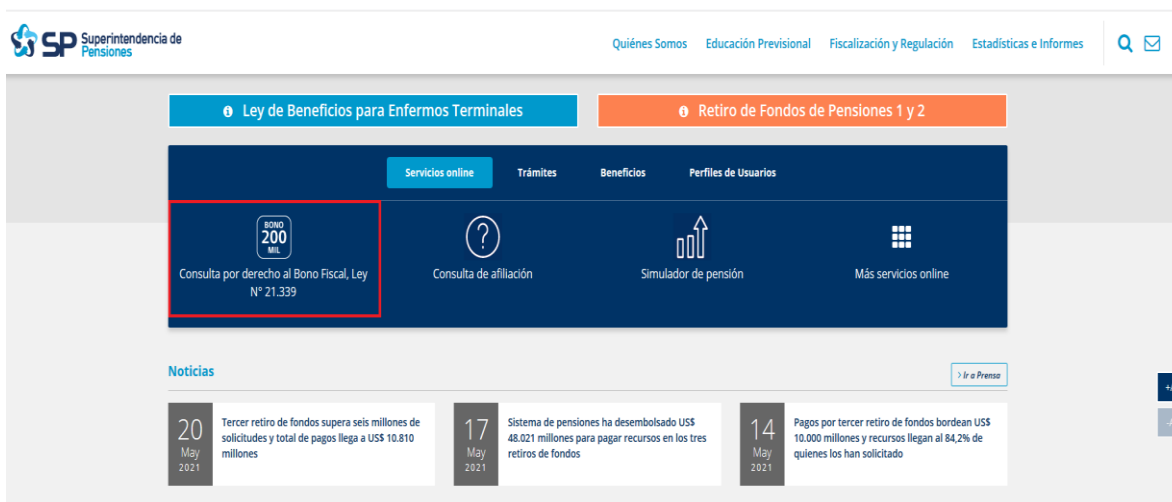 SP Superintendencia de
Pensiones
Quiénes Somos Educación Previsional Fiscalización y Regulación Estadísticas e Informes
Ley de Beneficios para Enfermos Terminales
Retiro de Fondos de Pensiones 1 y 2
Servicios online Trámites Beneficios Perfiles de Usuarios
BONO
200
MIL
Consulta por derecho al Bono Fiscal, Ley
N° 21.339
?
Consulta de afiliación
Simulador de pensión
Más servicios online
Noticias
> Ir a Prensa
20
May
2021
Tercer retiro de fondos supera seis millones de
solicitudes y total de pagos llega a US$ 10.810
millones
17
May
2021
Sistema de pensiones ha desembolsado US$
48.021 millones para pagar recursos en los tres
retiros de fondos
14
May
2021
Pagos por tercer retiro de fondos bordean US$
10.000 millones y recursos llegan al 84,2% de
quienes los han solicitado